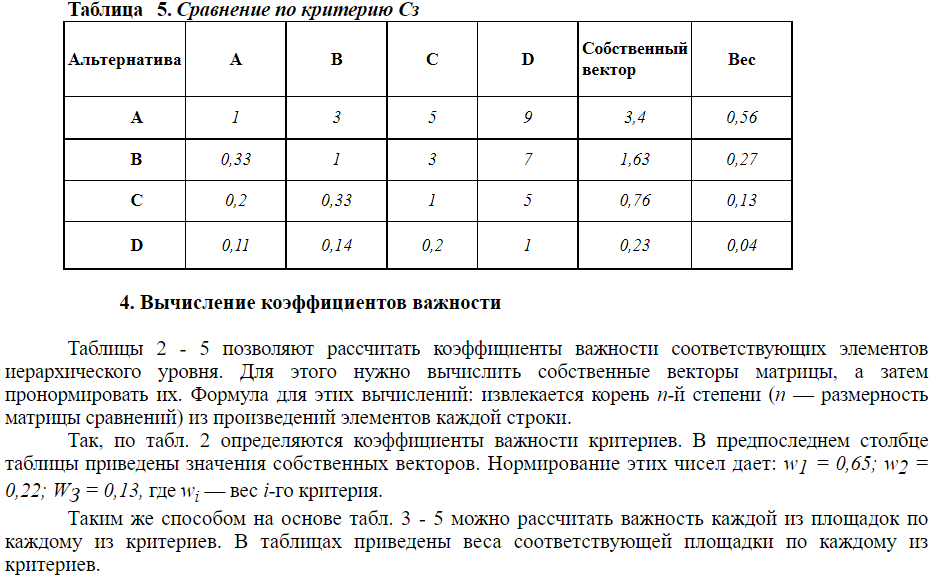 Таблица 5. Сравнение по критерию Сз
Альтернатива A B C D Собственный вектор Вес
A 1 3 5 9 3,4 0,56
B 0,33 1 3 7 1,63 0,27
C 0,2 0,33 1 5 0,76 0,13
D 0,11 0,14 0,2 1 0,23 0,04
4. Вычисление коэффициентов важности
Таблицы 2 - 5 позволяют рассчитать коэффициенты важности соответствующих элементов
иерархического уровня. Для этого нужно вычислить собственные векторы матрицы, а затем
пронормировать их. Формула для этих вычислений: извлекается корень n-й степени (n — размерность
матрицы сравнений) из произведений элементов каждой строки.
Так, по табл. 2 определяются коэффициенты важности критериев. В предпоследнем столбце
таблицы приведены значения собственных векторов. Нормирование этих чисел дает: w1 = 0,65; w2 =
0,22; W3 = 0,13, где wi — вес i-го критерия.
Таким же способом на основе табл. 3 - 5 можно рассчитать важность каждой из площадок по
каждому из критериев. В таблицах приведены веса соответствующей площадки по каждому из
критериев.